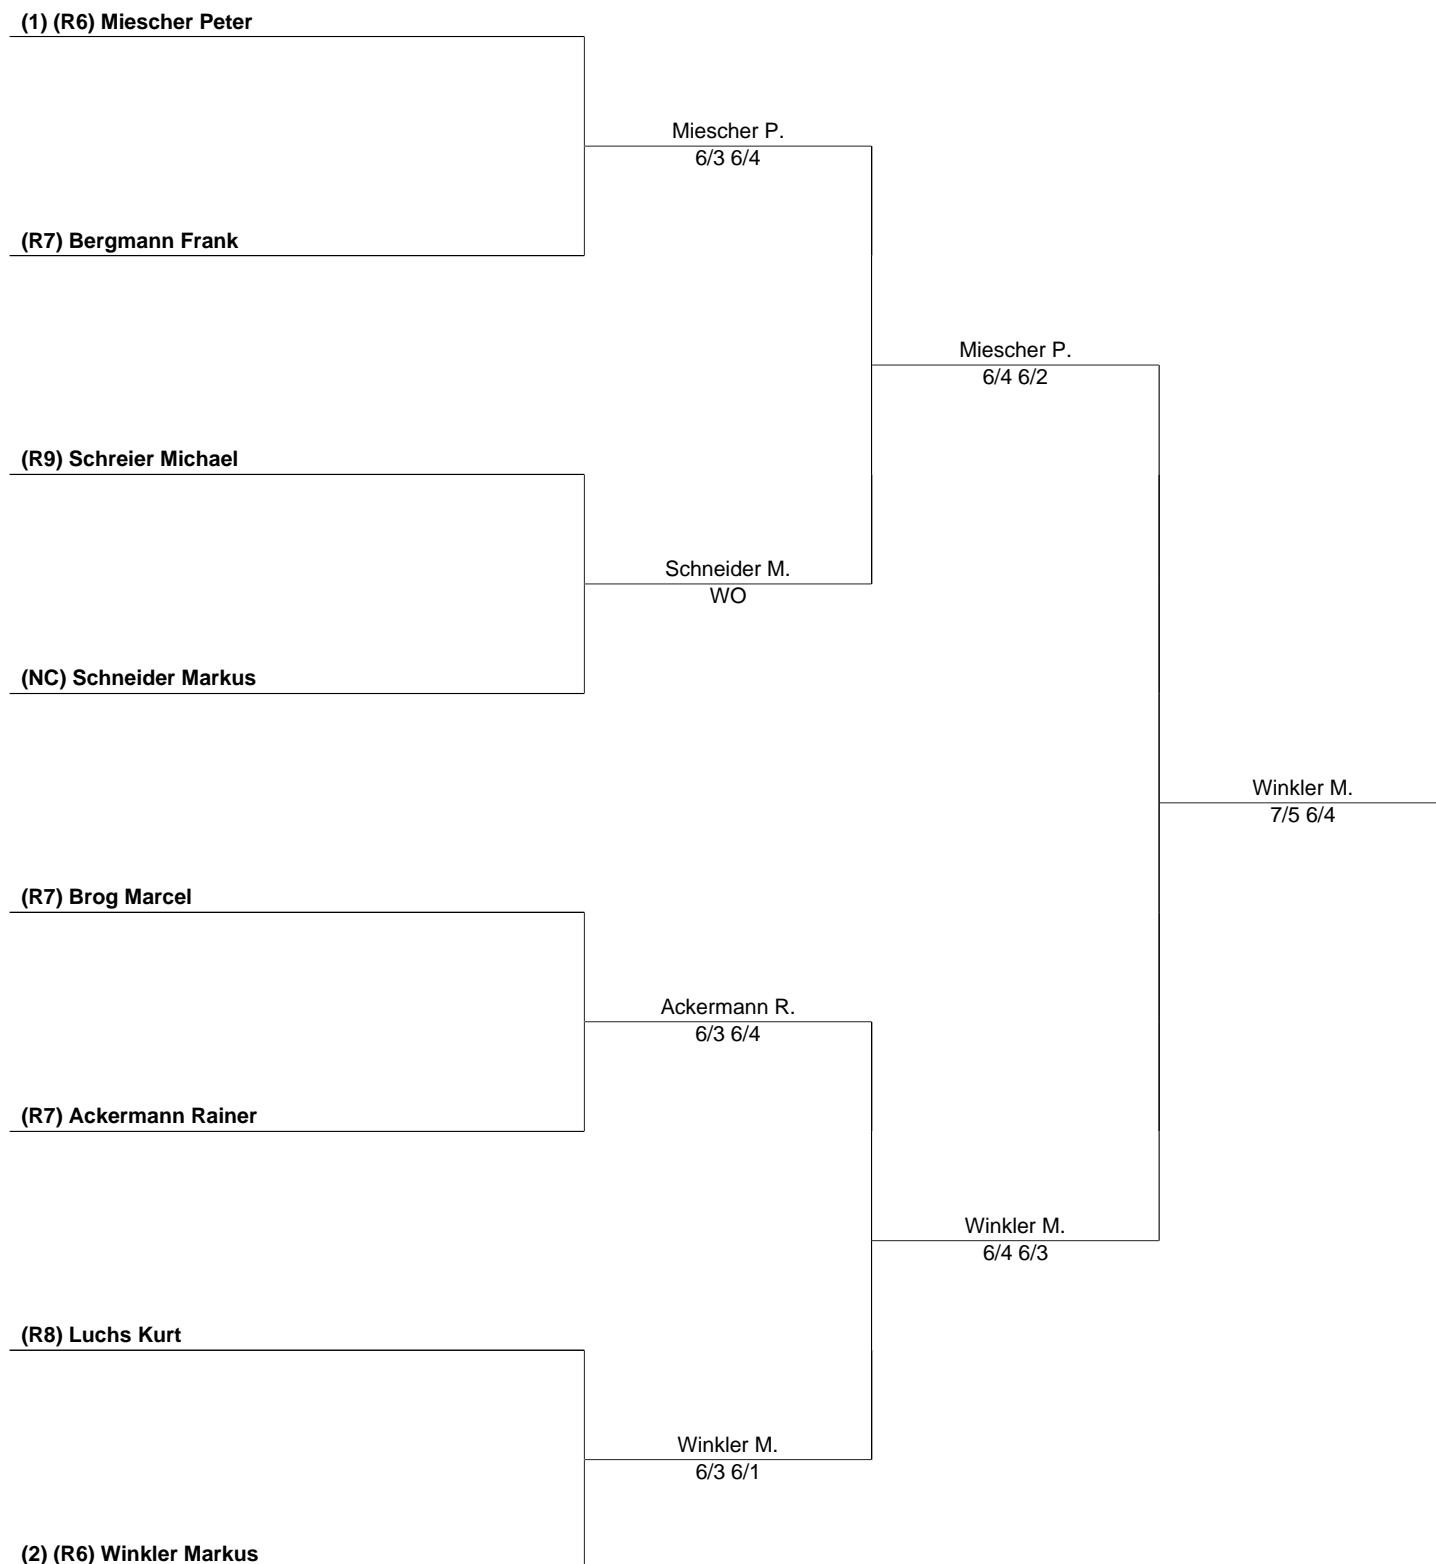 (1) (R6) Miescher Peter
Miescher P.
6/3 6/4
(R7) Bergmann Frank
Miescher P.
6/4 6/2
(R9) Schreier Michael
Schneider M.
WO
(NC) Schneider Markus
Winkler M.
7/5 6/4
(R7) Brog Marcel
Ackermann R.
6/3 6/4
(R7) Ackermann Rainer
Winkler M.
6/4 6/3
(R8) Luchs Kurt
Winkler M.
6/3 6/1
(2) (R6) Winkler Markus